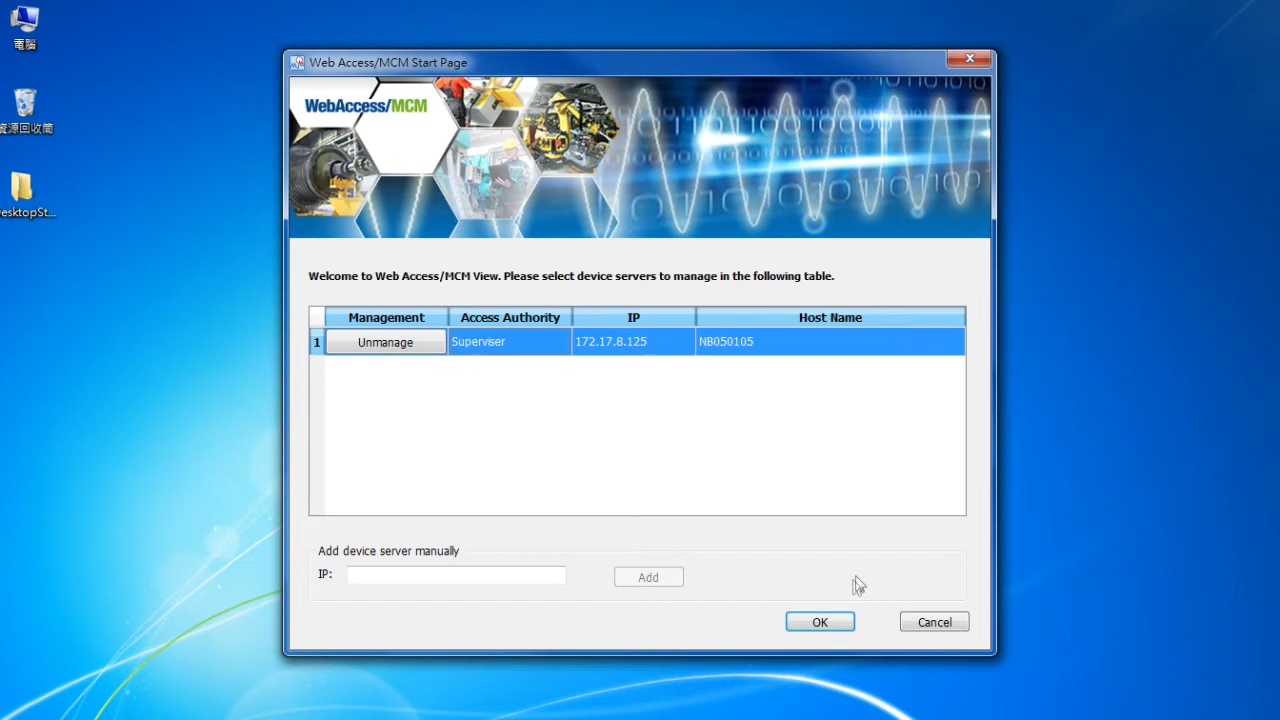 電腦
資源回收筒
esktopSt...
Web Access/MCM Start Page
WebAccess/MCM
Welcome to Web Access/MCM View. Please select device servers to manage in the following table.
Management Access Authority IP Host Name
1 Unmanage Superviser 172.17.8.125 NB050105
Add device server manually
IP: Add
OK Cancel